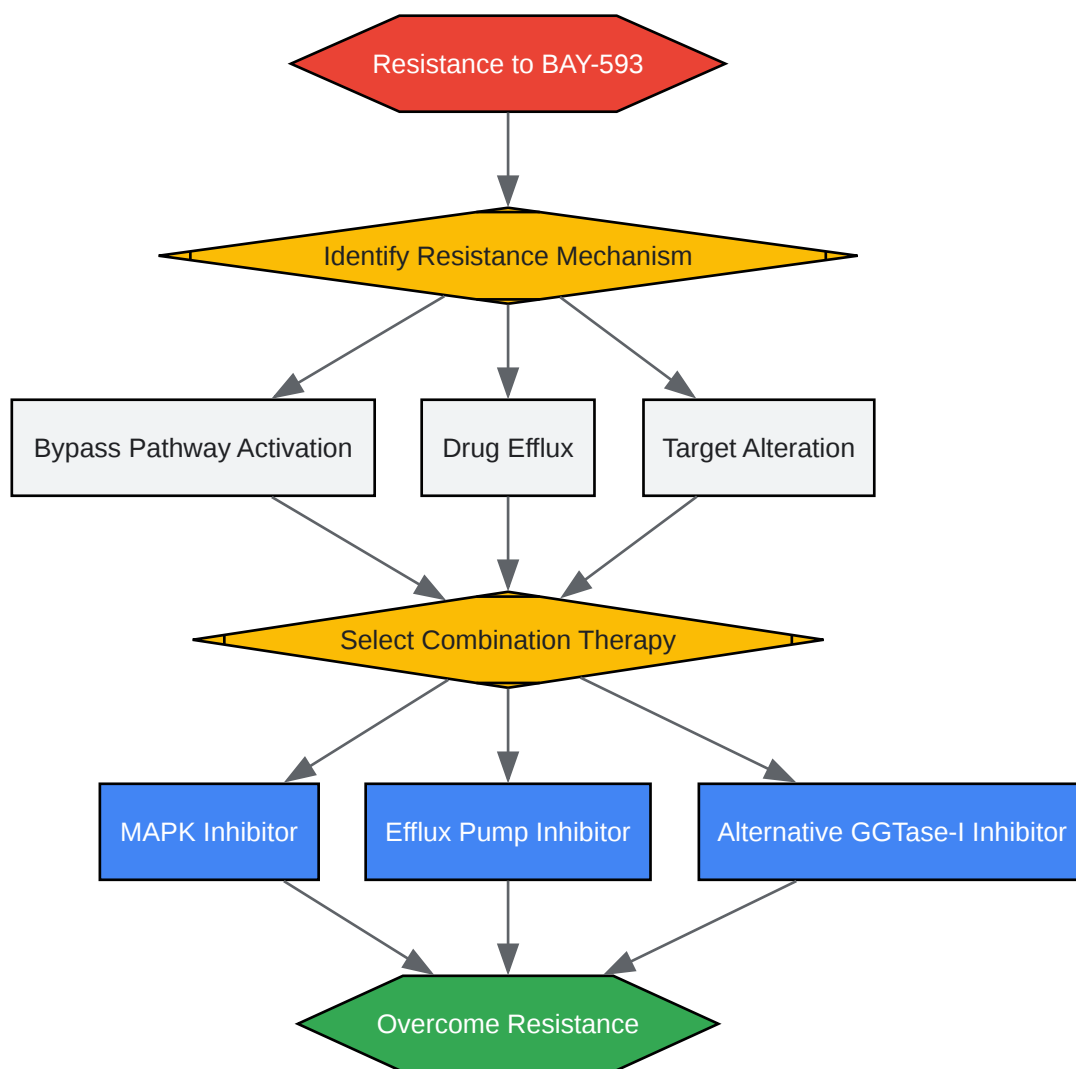 Resistance to BAY-593
Identify Resistance Mechanism
Bypass Pathway Activation
Drug Efflux
Target Alteration
Select Combination Therapy
MAPK Inhibitor
Efflux Pump Inhibitor
Alternative GGTase-I Inhibitor
Overcome Resistance